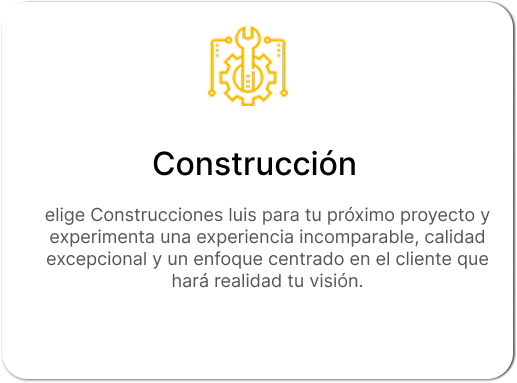 Construcción
elige Construcciones luis para tu próximo proyecto y
experimenta una experiencia incomparable, calidad
excepcional y un enfoque centrado en el cliente que
hará realidad tu visión.